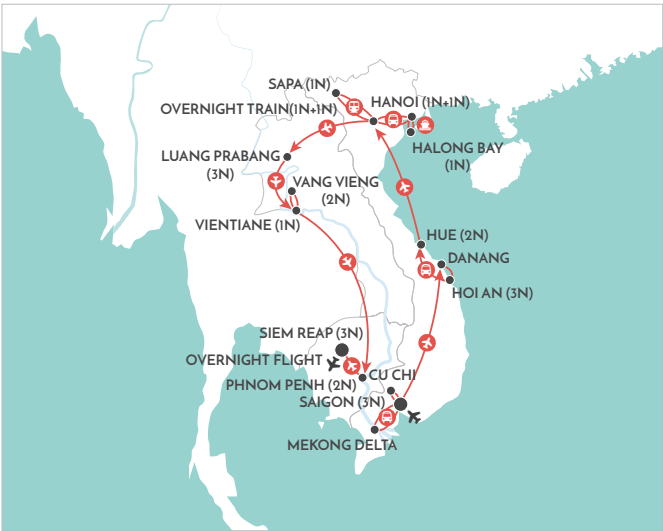 SAPA (1N)
OVERNIGHT TRAIN(1N+1N)
HANOI (1N+1N)
HALONG BAY
(1N)
LUANG PRABANG
(3N)
VANG VIENG
(2N)
VIENTIANE (1N)
HUE (2N)
DANANG
HOI AN (3N)
SIEM REAP (3N)
OVERNIGHT FLIGHT
PHNOM PENH (2N)
CU CHI
SAIGON (3N)
MEKONG DELTA